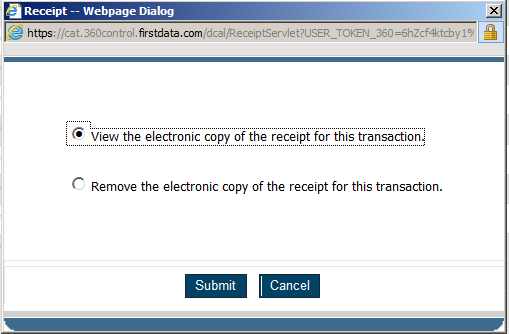 Receipt -- Webpage Dialog
https://cat.360control.firstdata.com/dcal/ReceiptServlet?USER_TOKEN_360=6hZcf4ktcby1%
View the electronic copy of the receipt for this transaction.
Remove the electronic copy of the receipt for this transaction.
Submit Cancel